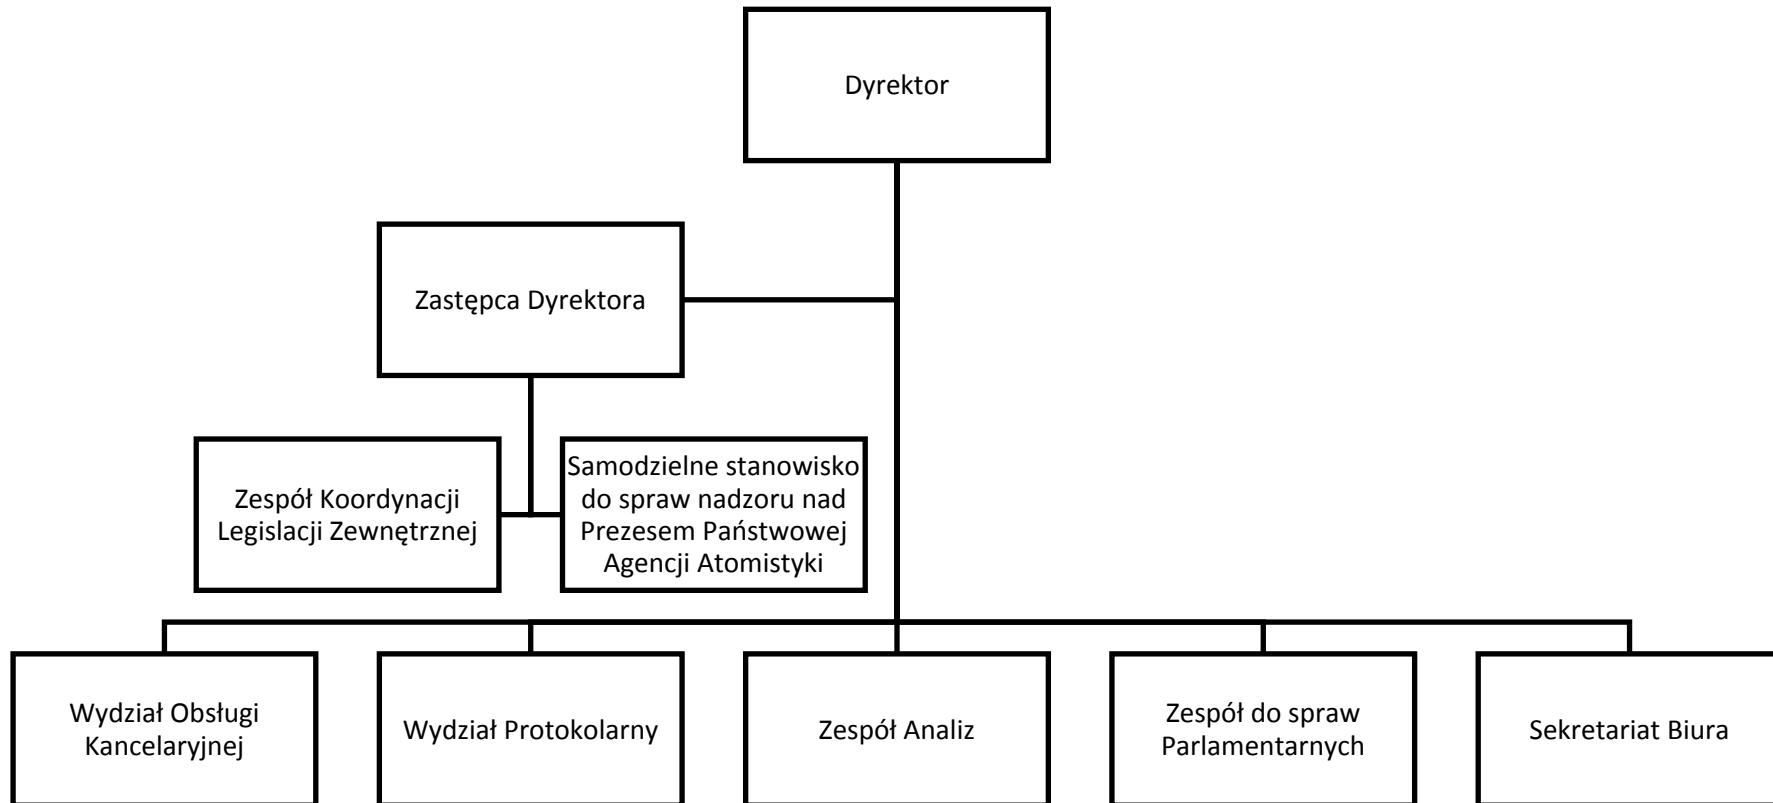 Dyrektor
Zastępca Dyrektora
Zespół Koordynacji
Legislacji Zewnętrznej
Samodzielne stanowisko
do spraw nadzoru nad
Prezesem Państwowej
Agencji Atomistyki
Wydział Obsługi
Kancelaryjnej
Wydział Protokolarny
Zespół Analiz
Zespół do spraw
Parlamentarnych
Sekretariat Biura